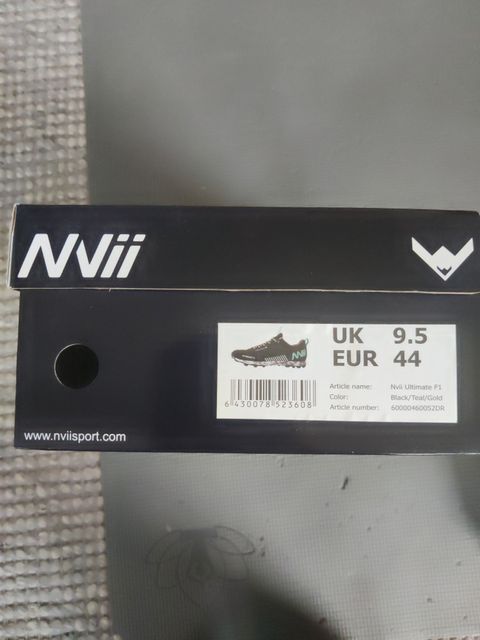 NVii
UK 9.5
EUR 44
Article name: Nvii Ultimate F1
Color: Black/Teal/Gold
Article number: 60000460052DR
6 430078 523608
www.nviisport.com